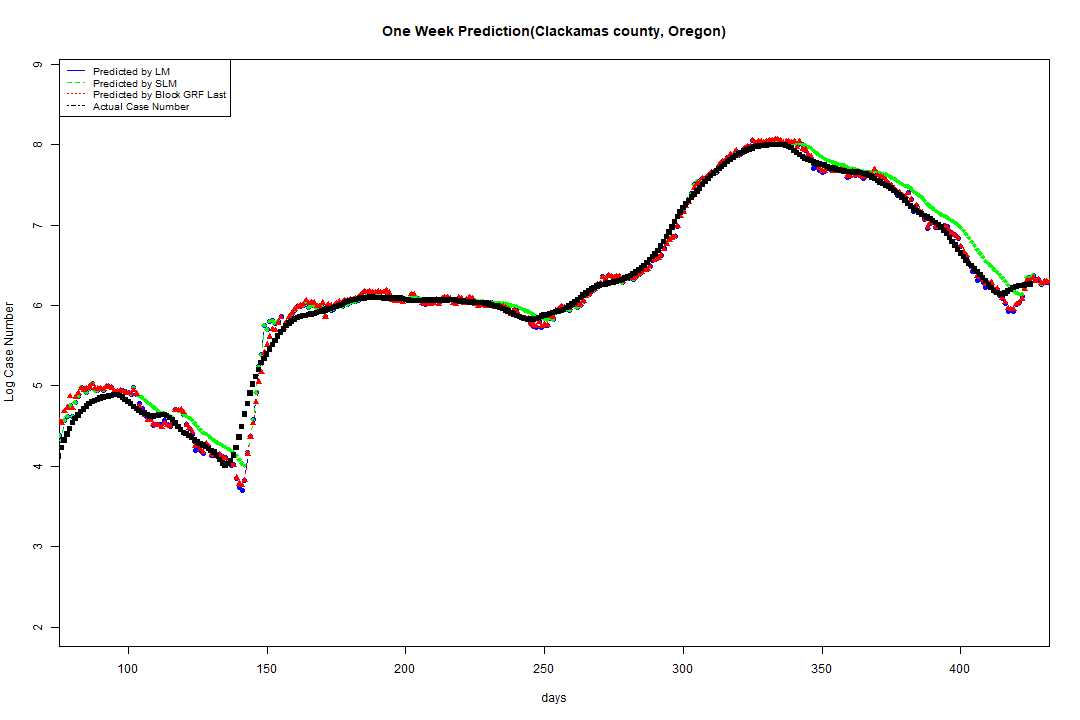 One Week Prediction(Clackamas county, Oregon)
Predicted by LM
Predicted by SLM
Predicted by Block GRF Last
Actual Case Number
9
8
7
6
5
4
3
2
Log Case Number
100 150 200 250 300 350 400
days